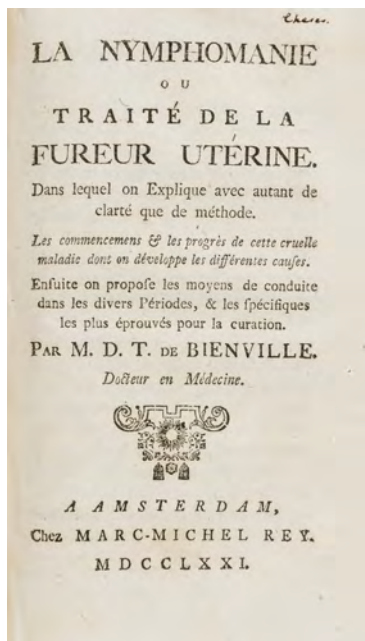 LA NYMPHOMANIE
OU
TRAITÉ DE LA
FUREUR UTÉRINE.
Dans lequel on Explique avec autant de
clarté que de méthode.
Les commencemens & les progrès de cette cruelle
maladie dont on développe les différentes cauſes.
Enſuite on propoſe les moyens de conduite
dans les divers Périodes, & les ſpécifiques
les plus éprouvés pour la curation.
PAR M. D. T. DE BIENVILLE.
Docteur en Médecine.
A AMSTERDAM,
Chez MARC-MICHEL REY.
MDCCLXXI.